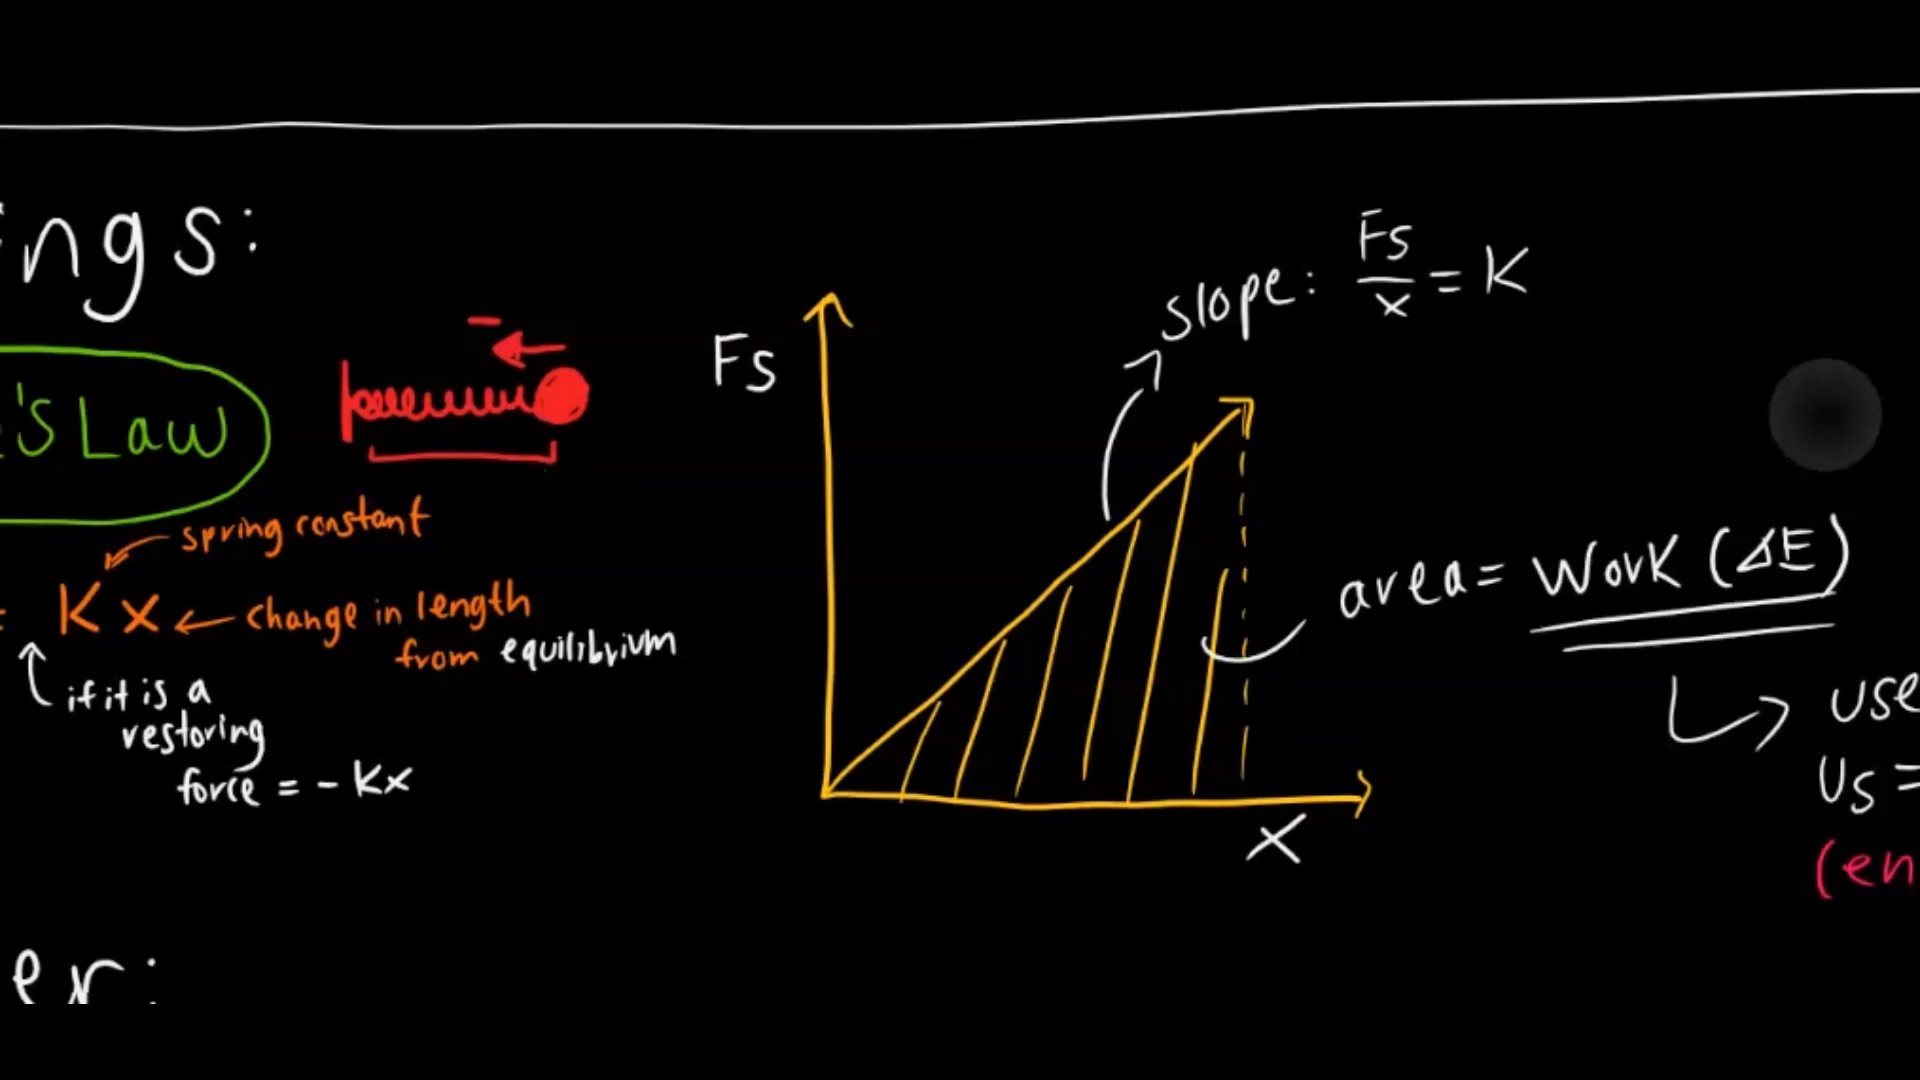 ings:
's Law
spring constant
= Kx ← change in length
from equilibrium
if it is a
restoring
force = - Kx
er:
Fs
x
slope: Fs/x = K
area = Work (ΔE)
use
Us =
(en